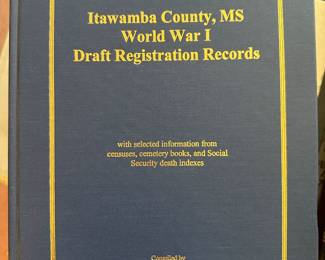 Itawamba County, MS
World War I
Draft Registration Records
with selected information from
censuses, cemetery books, and Social
Security death indexes
Compiled by